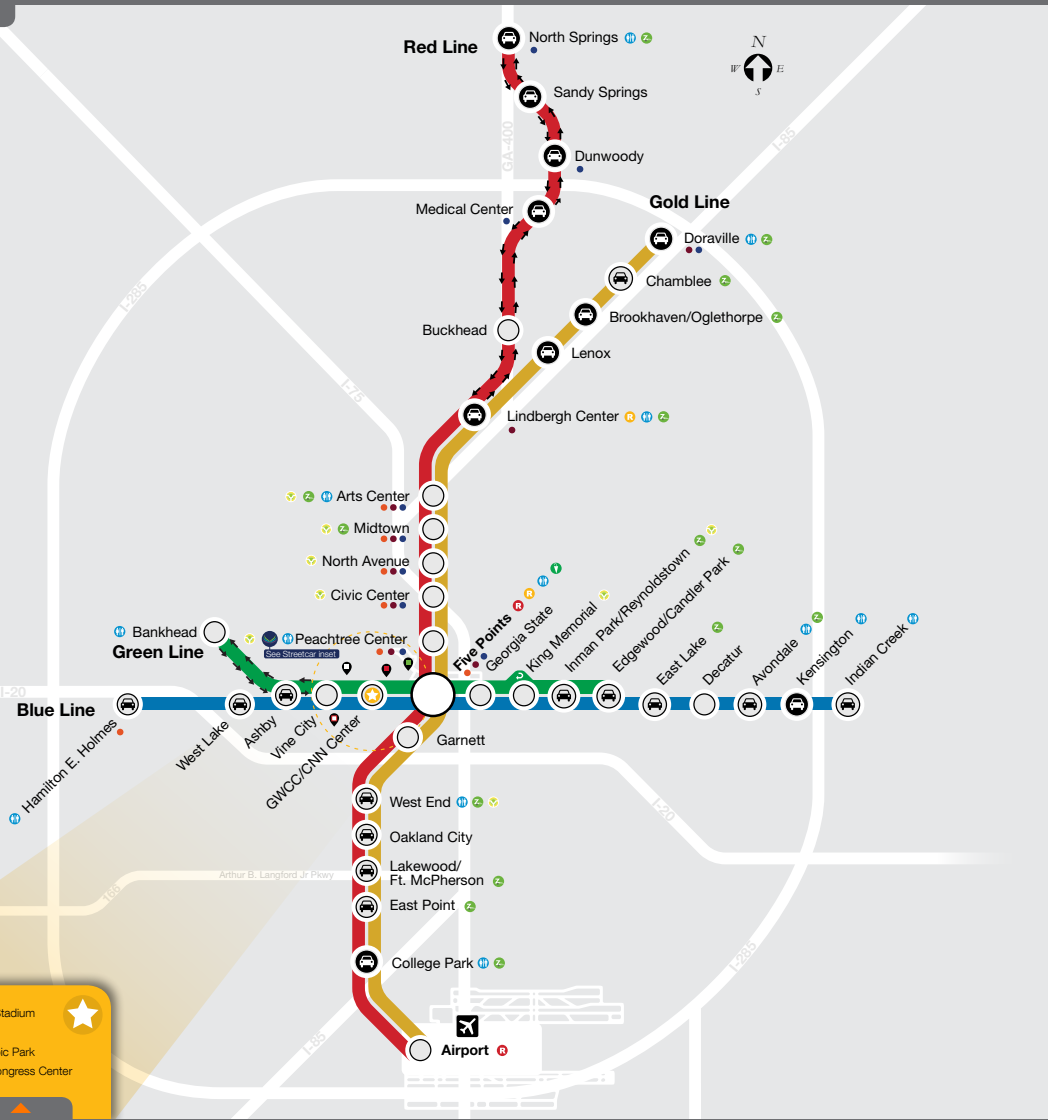 Red Line
North Springs
N
W E
S
Sandy Springs
GA-400
I-85
Dunwoody
Medical Center
Gold Line
Doraville
Chamblee
I-285
Brookhaven/Oglethorpe
Buckhead
Lenox
I-75
Lindbergh Center R
Arts Center
Midtown
North Avenue
Civic Center
Bankhead
Green Line
Peachtree Center
See Streetcar inset
Five Points R R
Georgia State
King Memorial
Inman Park/Reynoldstown
Edgewood/Candler Park
East Lake
Decatur
Avondale
Kensington
Indian Creek
I-20
Blue Line
Hamilton E. Holmes
West Lake
Ashby
Vine City
GWCC/CNN Center
Garnett
West End
I-20
Oakland City
Lakewood/
Ft. McPherson
Arthur B. Langford Jr Pkwy
166
East Point
College Park
I-285
I-85
Airport R
Stadium
ic Park
ongress Center